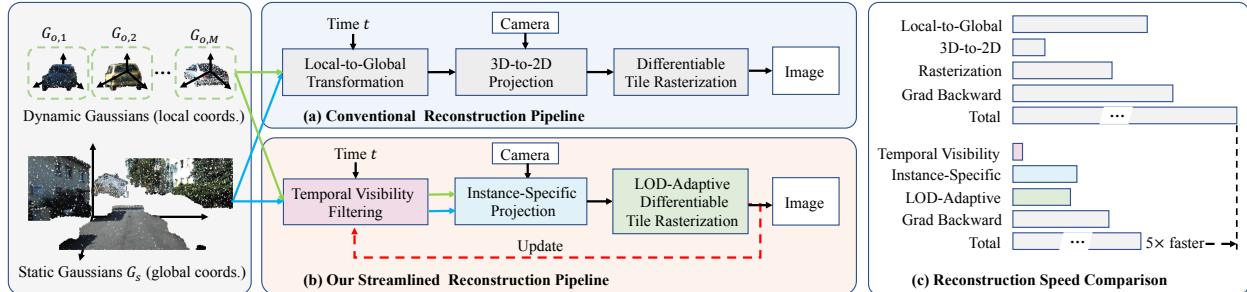 G_{o,1} G_{o,2} G_{o,M}
...
Dynamic Gaussians (local coords.)
Static Gaussians G_s (global coords.)
Time t
Camera
Local-to-Global
Transformation
3D-to-2D
Projection
Differentiable
Tile Rasterization
Image
(a) Conventional Reconstruction Pipeline
Time t
Camera
Temporal Visibility
Filtering
Instance-Specific
Projection
LOD-Adaptive
Differentiable
Tile Rasterization
Image
Update
(b) Our Streamlined Reconstruction Pipeline
Local-to-Global
3D-to-2D
Rasterization
Grad Backward
Total ...
Temporal Visibility
Instance-Specific
LOD-Adaptive
Grad Backward
Total ... 5× faster
(c) Reconstruction Speed Comparison